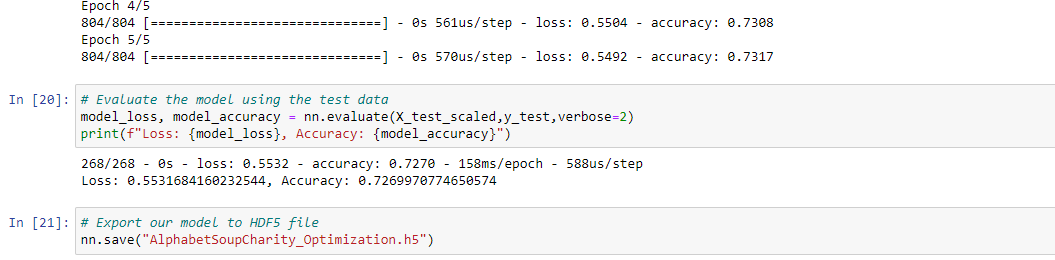 Epoch 4/5
804/804 [==============================] - 0s 561us/step - loss: 0.5504 - accuracy: 0.7308
Epoch 5/5
804/804 [==============================] - 0s 570us/step - loss: 0.5492 - accuracy: 0.7317
In [20]: # Evaluate the model using the test data
model_loss, model_accuracy = nn.evaluate(X_test_scaled,y_test,verbose=2)
print(f"Loss: {model_loss}, Accuracy: {model_accuracy}")
268/268 - 0s - loss: 0.5532 - accuracy: 0.7270 - 158ms/epoch - 588us/step
Loss: 0.5531684160232544, Accuracy: 0.7269970774650574
In [21]: # Export our model to HDF5 file
nn.save("AlphabetSoupCharity_Optimization.h5")